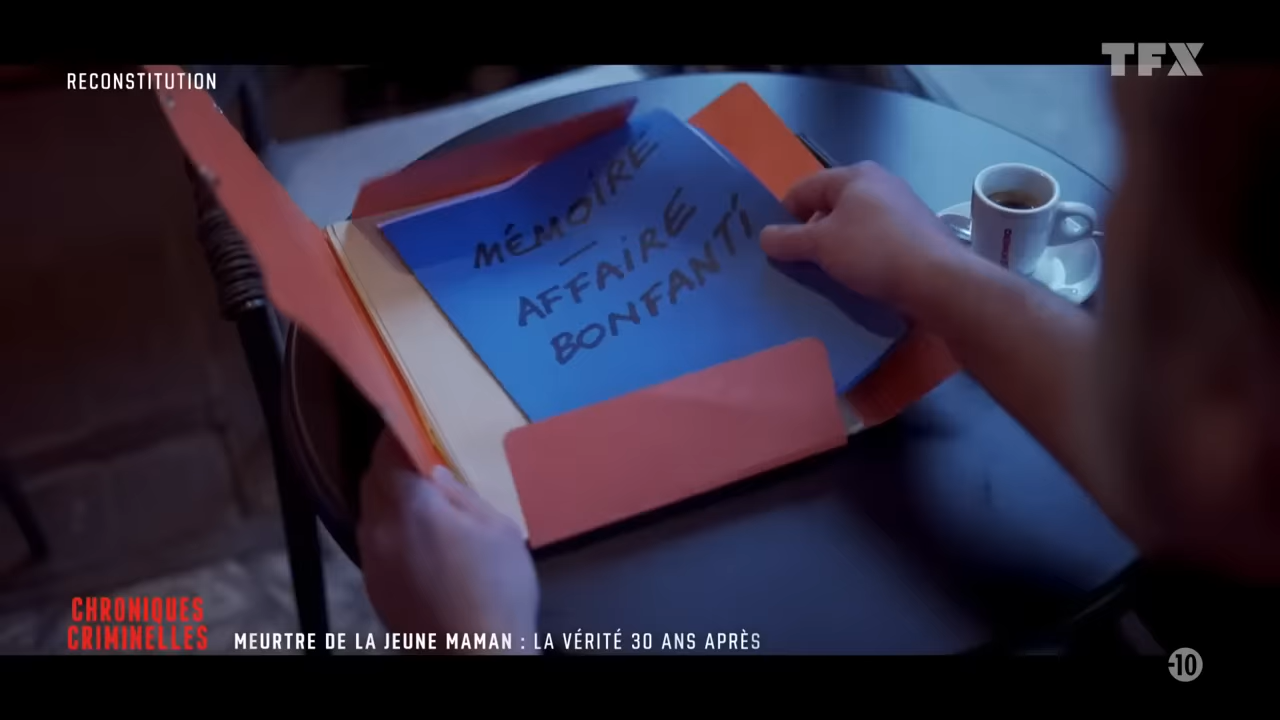 TFX
RECONSTITUTION
MÉMOIRE
—
AFFAIRE
BONFANTI
CHRONIQUES
CRIMINELLES
MEURTRE DE LA JEUNE MAMAN : LA VÉRITÉ 30 ANS APRÈS
-10